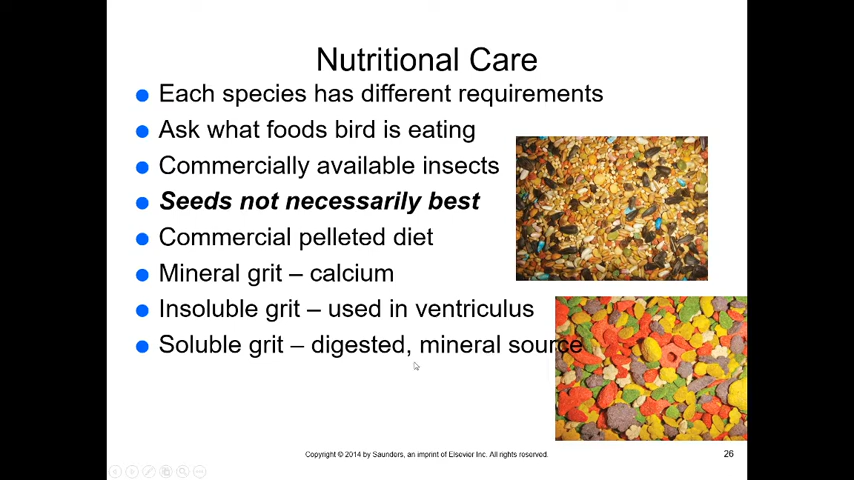 Nutritional Care
Each species has different requirements
Ask what foods bird is eating
Commercially available insects
Seeds not necessarily best
Commercial pelleted diet
Mineral grit – calcium
Insoluble grit – used in ventriculus
Soluble grit – digested, mineral source
Copyright © 2014 by Saunders, an imprint of Elsevier Inc. All rights reserved.
26